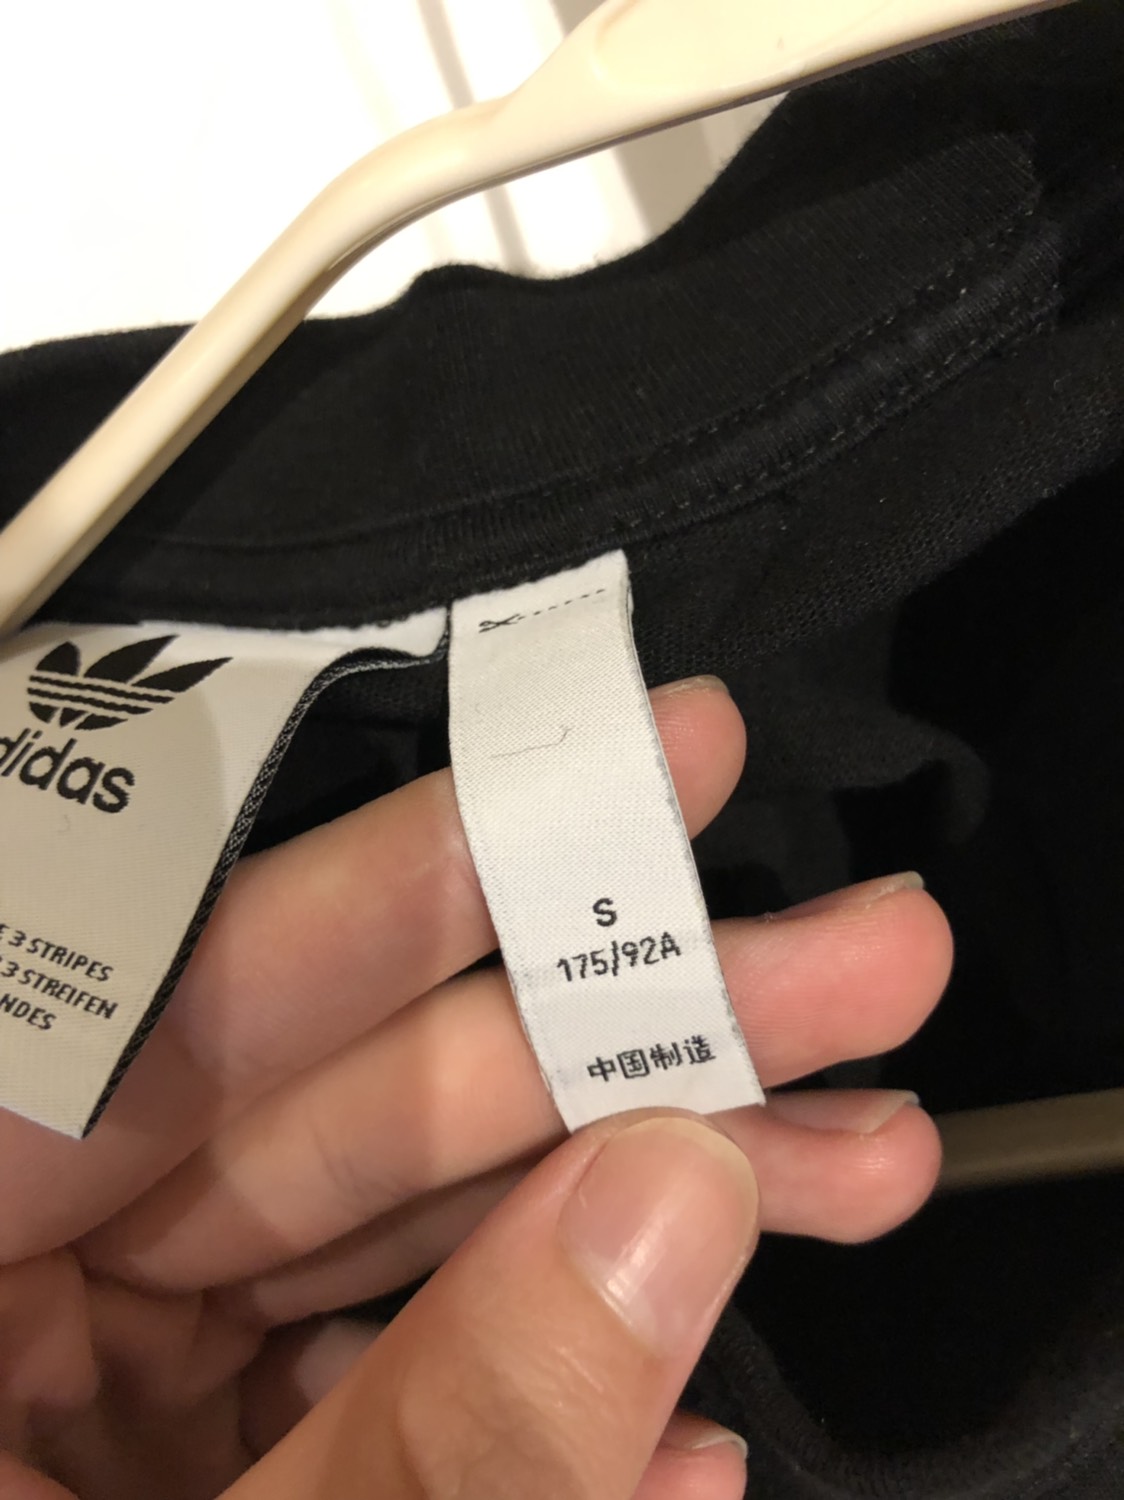 adidas
E 3 STRIPES
3 STREIFEN
NDES
S
175/92A
中国制造